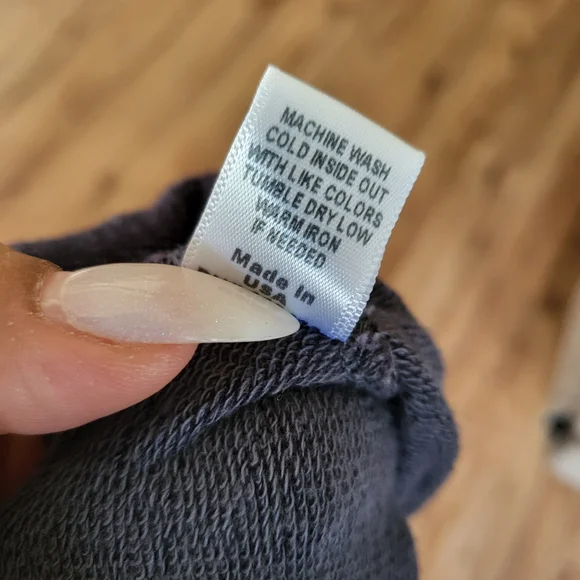 MACHINE WASH
COLD INSIDE OUT
WITH LIKE COLORS
TUMBLE DRY LOW
WARM IRON
IF NEEDED
Made In
USA